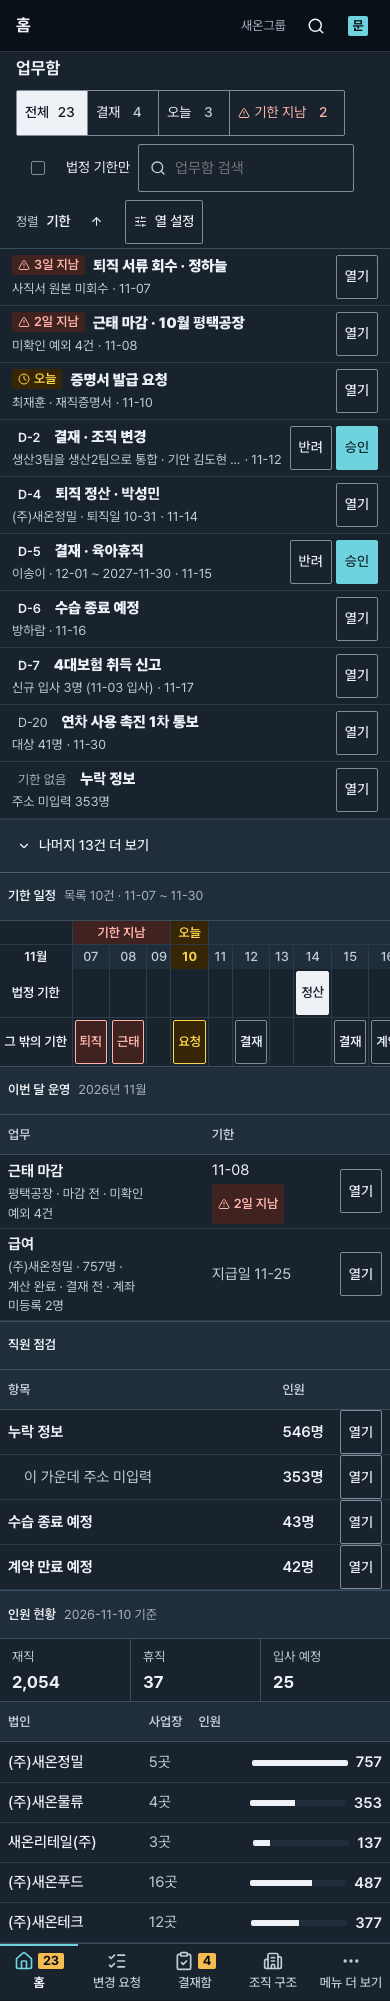 홈 새온그룹 문
업무함
전체 23 결재 4 오늘 3 기한 지남 2
법정 기한만 업무함 검색
정렬 기한 열 설정
3일 지남 퇴직 서류 회수 · 정하늘 열기
사직서 원본 미회수 · 11-07
2일 지남 근태 마감 · 10월 평택공장 열기
미확인 예외 4건 · 11-08
오늘 증명서 발급 요청 열기
최재훈 · 재직증명서 · 11-10
D-2 결재 · 조직 변경 반려 승인
생산3팀을 생산2팀으로 통합 · 기안 김도현 ... · 11-12
D-4 퇴직 정산 · 박성민 열기
(주)새온정밀 · 퇴직일 10-31 · 11-14
D-5 결재 · 육아휴직 반려 승인
이송이 · 12-01 ~ 2027-11-30 · 11-15
D-6 수습 종료 예정 열기
방하람 · 11-16
D-7 4대보험 취득 신고 열기
신규 입사 3명 (11-03 입사) · 11-17
D-20 연차 사용 촉진 1차 통보 열기
대상 41명 · 11-30
기한 없음 누락 정보 열기
주소 미입력 353명
나머지 13건 더 보기
기한 일정 목록 10건 · 11-07 ~ 11-30
기한 지남 오늘
11월 07 08 09 10 11 12 13 14 15 16
법정 기한 정산
그 밖의 기한 퇴직 근태 요청 결재 결재 계약
이번 달 운영 2026년 11월
업무 기한
근태 마감 11-08 열기
평택공장 · 마감 전 · 미확인
예외 4건 2일 지남
급여
(주)새온정밀 · 757명 · 지급일 11-25 열기
계산 완료 · 결재 전 · 계좌
미등록 2명
직원 점검
항목 인원
누락 정보 546명 열기
이 가운데 주소 미입력 353명 열기
수습 종료 예정 43명 열기
계약 만료 예정 42명 열기
인원 현황 2026-11-10 기준
재직 휴직 입사 예정
2,054 37 25
법인 사업장 인원
(주)새온정밀 5곳 757
(주)새온물류 4곳 353
새온리테일(주) 3곳 137
(주)새온푸드 16곳 487
(주)새온테크 12곳 377
23 4
홈 변경 요청 결재함 조직 구조 메뉴 더 보기